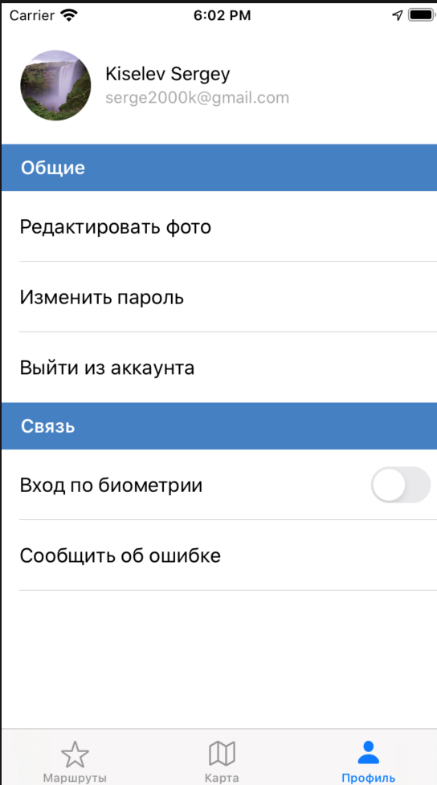 Carrier 6:02 PM
Kiselev Sergey
serge2000k@gmail.com
Общие
Редактировать фото
Изменить пароль
Выйти из аккаунта
Связь
Вход по биометрии
Сообщить об ошибке
Маршруты Карта Профиль